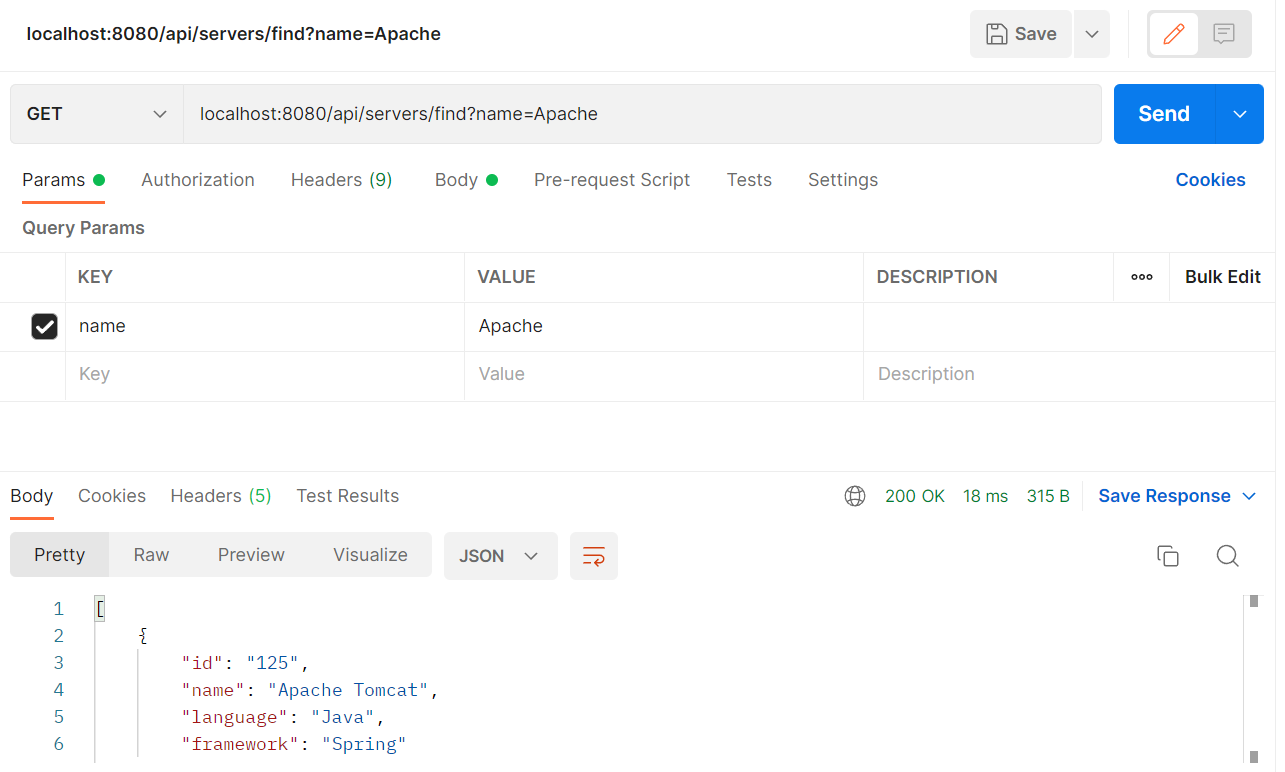 localhost:8080/api/servers/find?name=Apache Save
GET localhost:8080/api/servers/find?name=Apache Send
Params Authorization Headers (9) Body Pre-request Script Tests Settings Cookies
Query Params
KEY VALUE DESCRIPTION ooo Bulk Edit
name Apache
Key Value Description
Body Cookies Headers (5) Test Results 200 OK 18 ms 315 B Save Response
Pretty Raw Preview Visualize JSON
1 [
2 {
3 "id": "125",
4 "name": "Apache Tomcat",
5 "language": "Java",
6 "framework": "Spring"